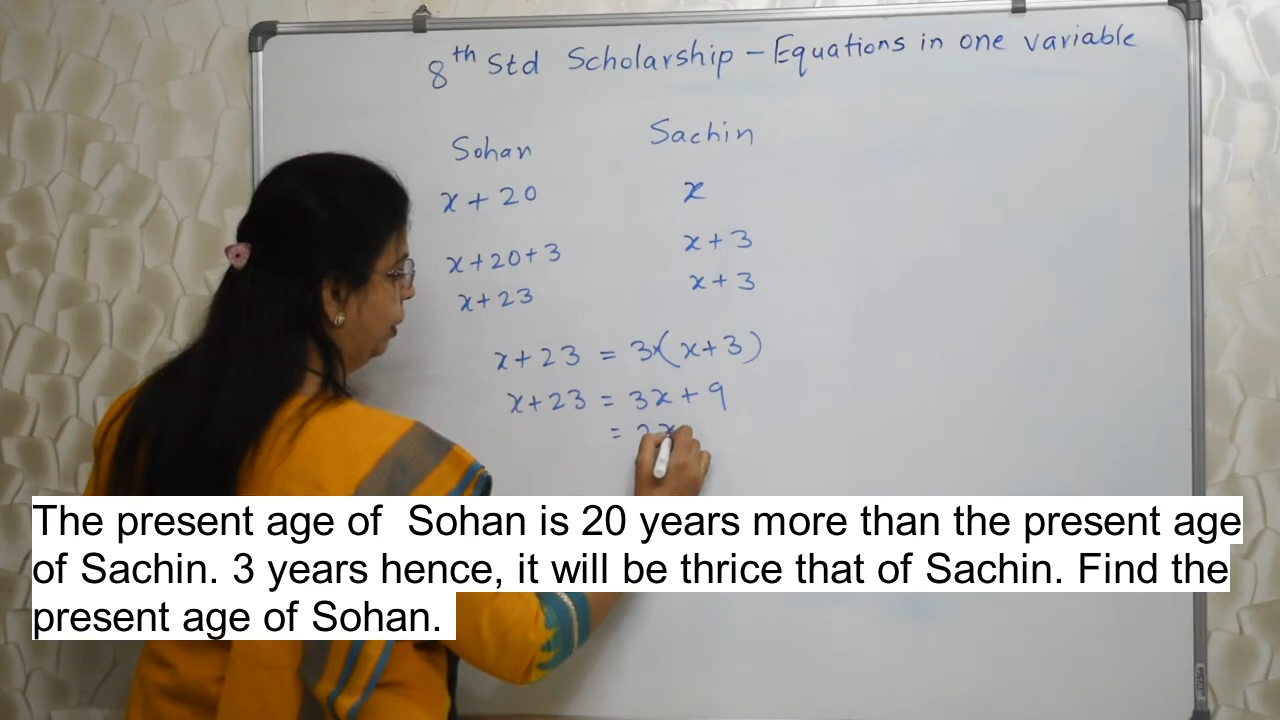 8th Std Scholarship - Equations in one variable
Sohan Sachin
x + 20 x
x+20+3 x+3
x+23 x+3
x+23 = 3×(x+3)
x+23 = 3x+9
=
The present age of Sohan is 20 years more than the present age
of Sachin. 3 years hence, it will be thrice that of Sachin. Find the
present age of Sohan.